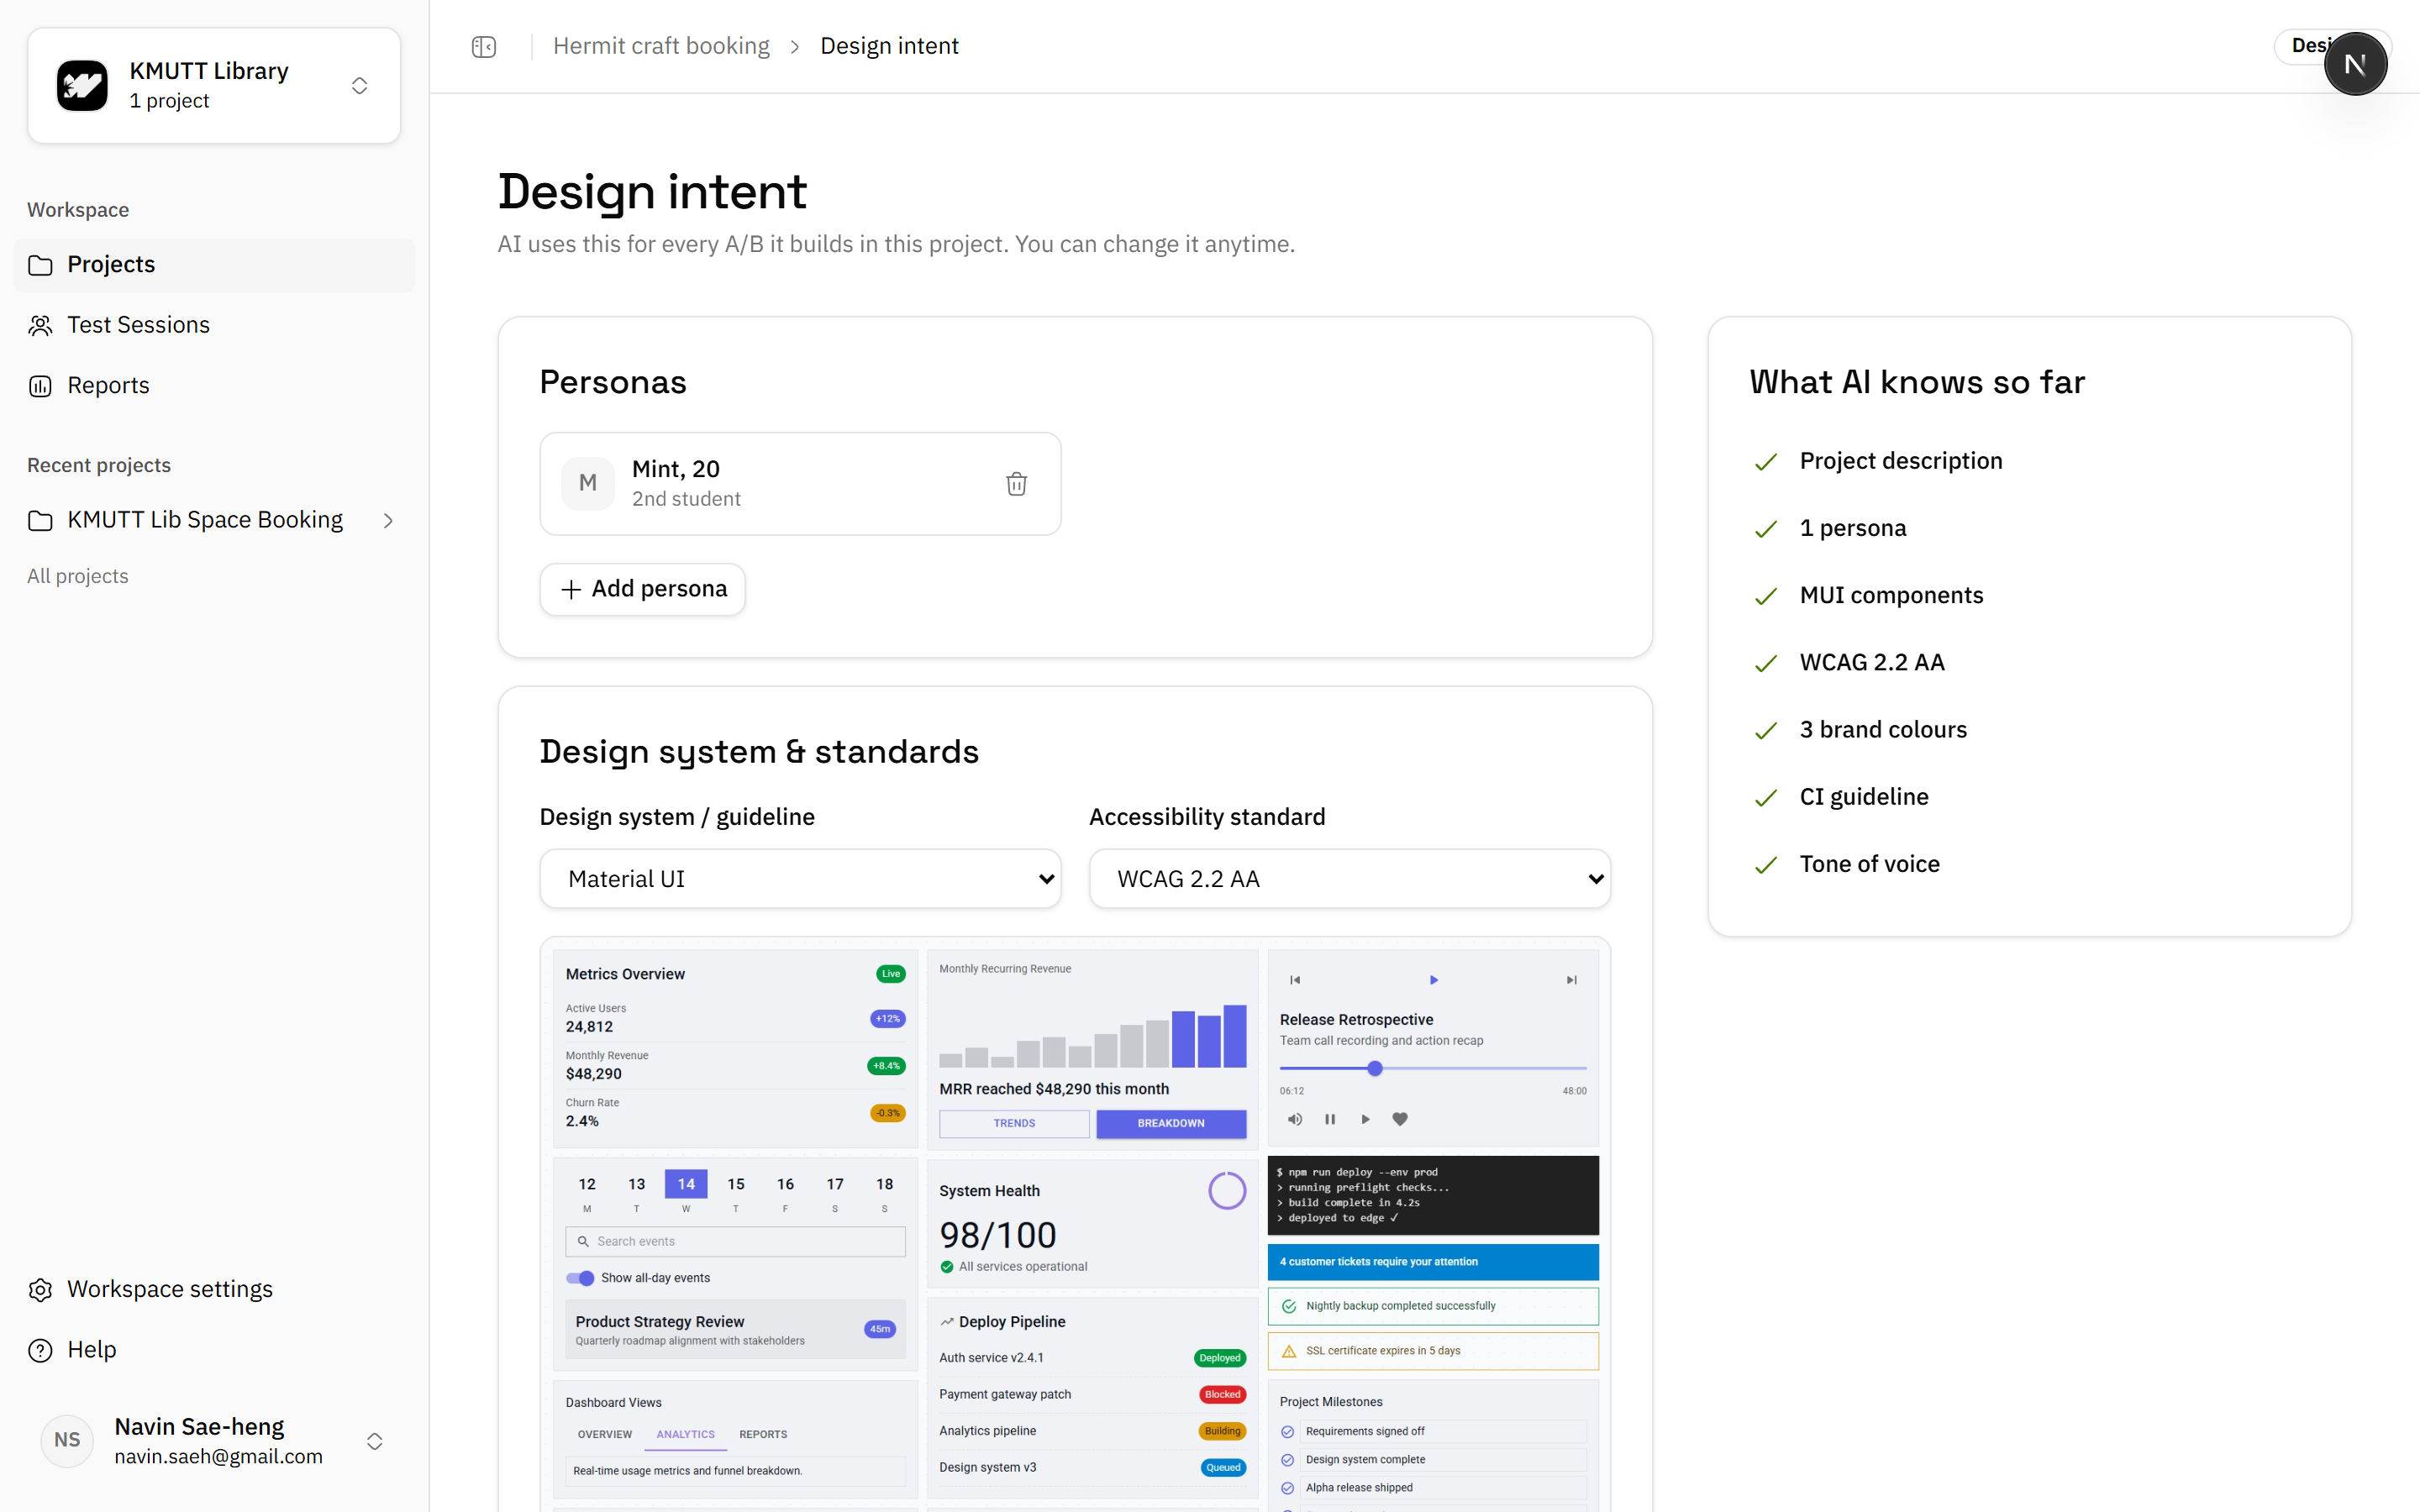 KMUTT Library
1 project
Workspace
Projects
Test Sessions
Reports
Recent projects
KMUTT Lib Space Booking
All projects
Workspace settings
Help
NS
Navin Sae-heng
navin.saeh@gmail.com
Hermit craft booking
Design intent
N
Design intent
AI uses this for every A/B it builds in this project. You can change it anytime.
Personas
M
Mint, 20
2nd student
Add persona
Design system & standards
Design system / guideline
Accessibility standard
Material UI
WCAG 2.2 AA
Metrics Overview
Live
Active Users
24,812
+12%
Monthly Revenue
$48,290
+8.4%
Churn Rate
2.4%
-0.3%
12 13 14 15 16 17 18
M T W T F S S
Search events
Show all-day events
Product Strategy Review
Quarterly roadmap alignment with stakeholders
45m
Dashboard Views
OVERVIEW ANALYTICS REPORTS
Real-time usage metrics and funnel breakdown.
Monthly Recurring Revenue
MRR reached $48,290 this month
TRENDS BREAKDOWN
System Health
98/100
All services operational
Deploy Pipeline
Auth service v2.4.1 Deployed
Payment gateway patch Blocked
Analytics pipeline Building
Design system v3 Queued
Release Retrospective
Team call recording and action recap
06:12 48:00
$ npm run deploy --env prod
> running preflight checks...
> build complete in 4.2s
> deployed to edge ✓
4 customer tickets require your attention
Nightly backup completed successfully
SSL certificate expires in 5 days
Project Milestones
Requirements signed off
Design system complete
Alpha release shipped
What AI knows so far
Project description
1 persona
MUI components
WCAG 2.2 AA
3 brand colours
CI guideline
Tone of voice